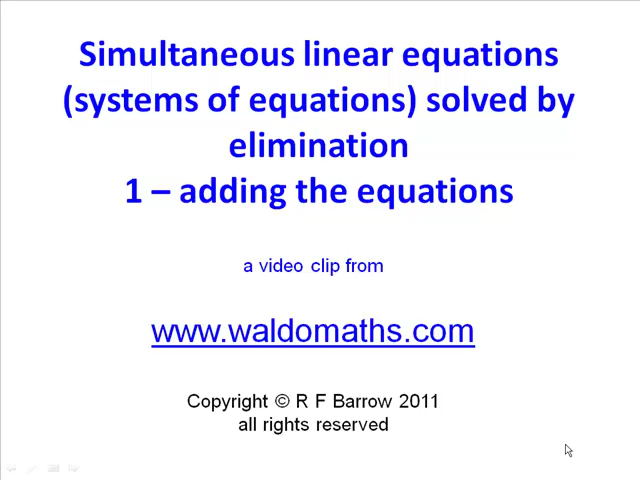 Simultaneous linear equations
(systems of equations) solved by
elimination
1 – adding the equations
a video clip from
www.waldomaths.com
Copyright © R F Barrow 2011
all rights reserved